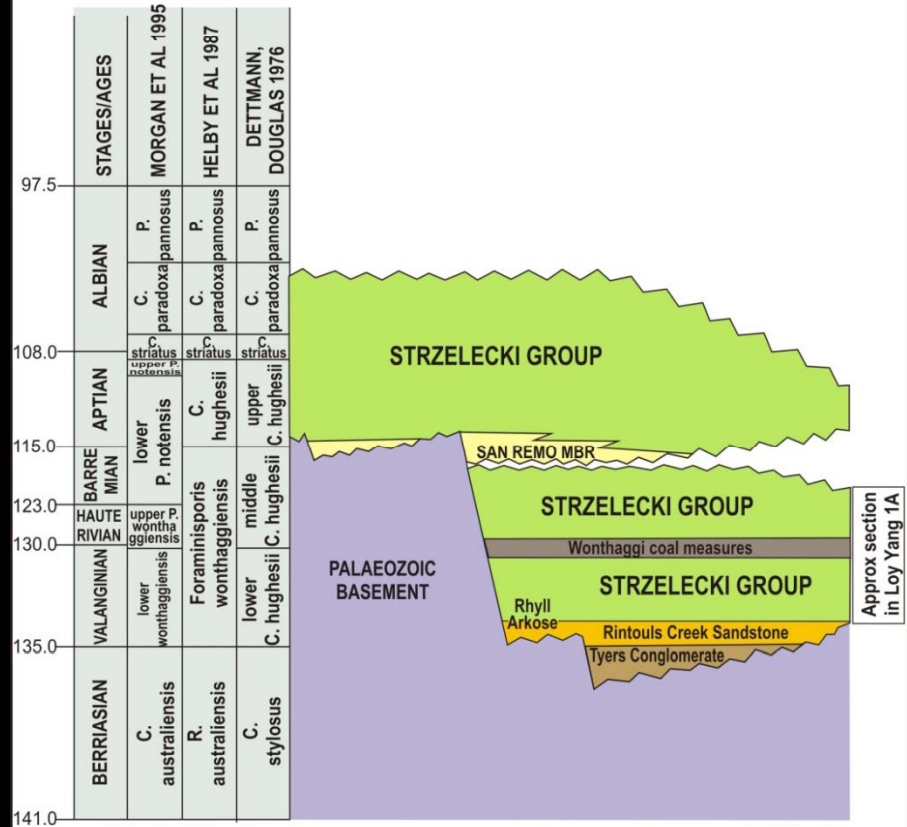 STAGES/AGES
MORGAN ET AL 1995
HELBY ET AL 1987
DETTMANN,
DOUGLAS 1976
97.5
108.0
115.0
123.0
130.0
135.0
141.0
ALBIAN
APTIAN
BARRE
MIAN
HAUTE
RIVIAN
VALANGINIAN
BERRIASIAN
P.
pannosus
C.
paradoxa
C.
striatus
upper P.
notensis
lower
P. notensis
upper P.
wontha
ggiensis
lower
wonthaggiensis
C.
australiensis
P.
pannosus
C.
paradoxa
C.
striatus
C.
hughesii
Foraminisporis
wonthaggiensis
R.
australiensis
P.
pannosus
C.
paradoxa
C.
striatus
upper
C. hughesii
middle
C. hughesii
lower
C. hughesii
C.
stylosus
STRZELECKI GROUP
SAN REMO MBR
STRZELECKI GROUP
Wonthaggi coal measures
STRZELECKI GROUP
PALAEOZOIC
BASEMENT
Rhyll
Arkose
Rintouls Creek Sandstone
Tyers Conglomerate
Approx section
in Loy Yang 1A